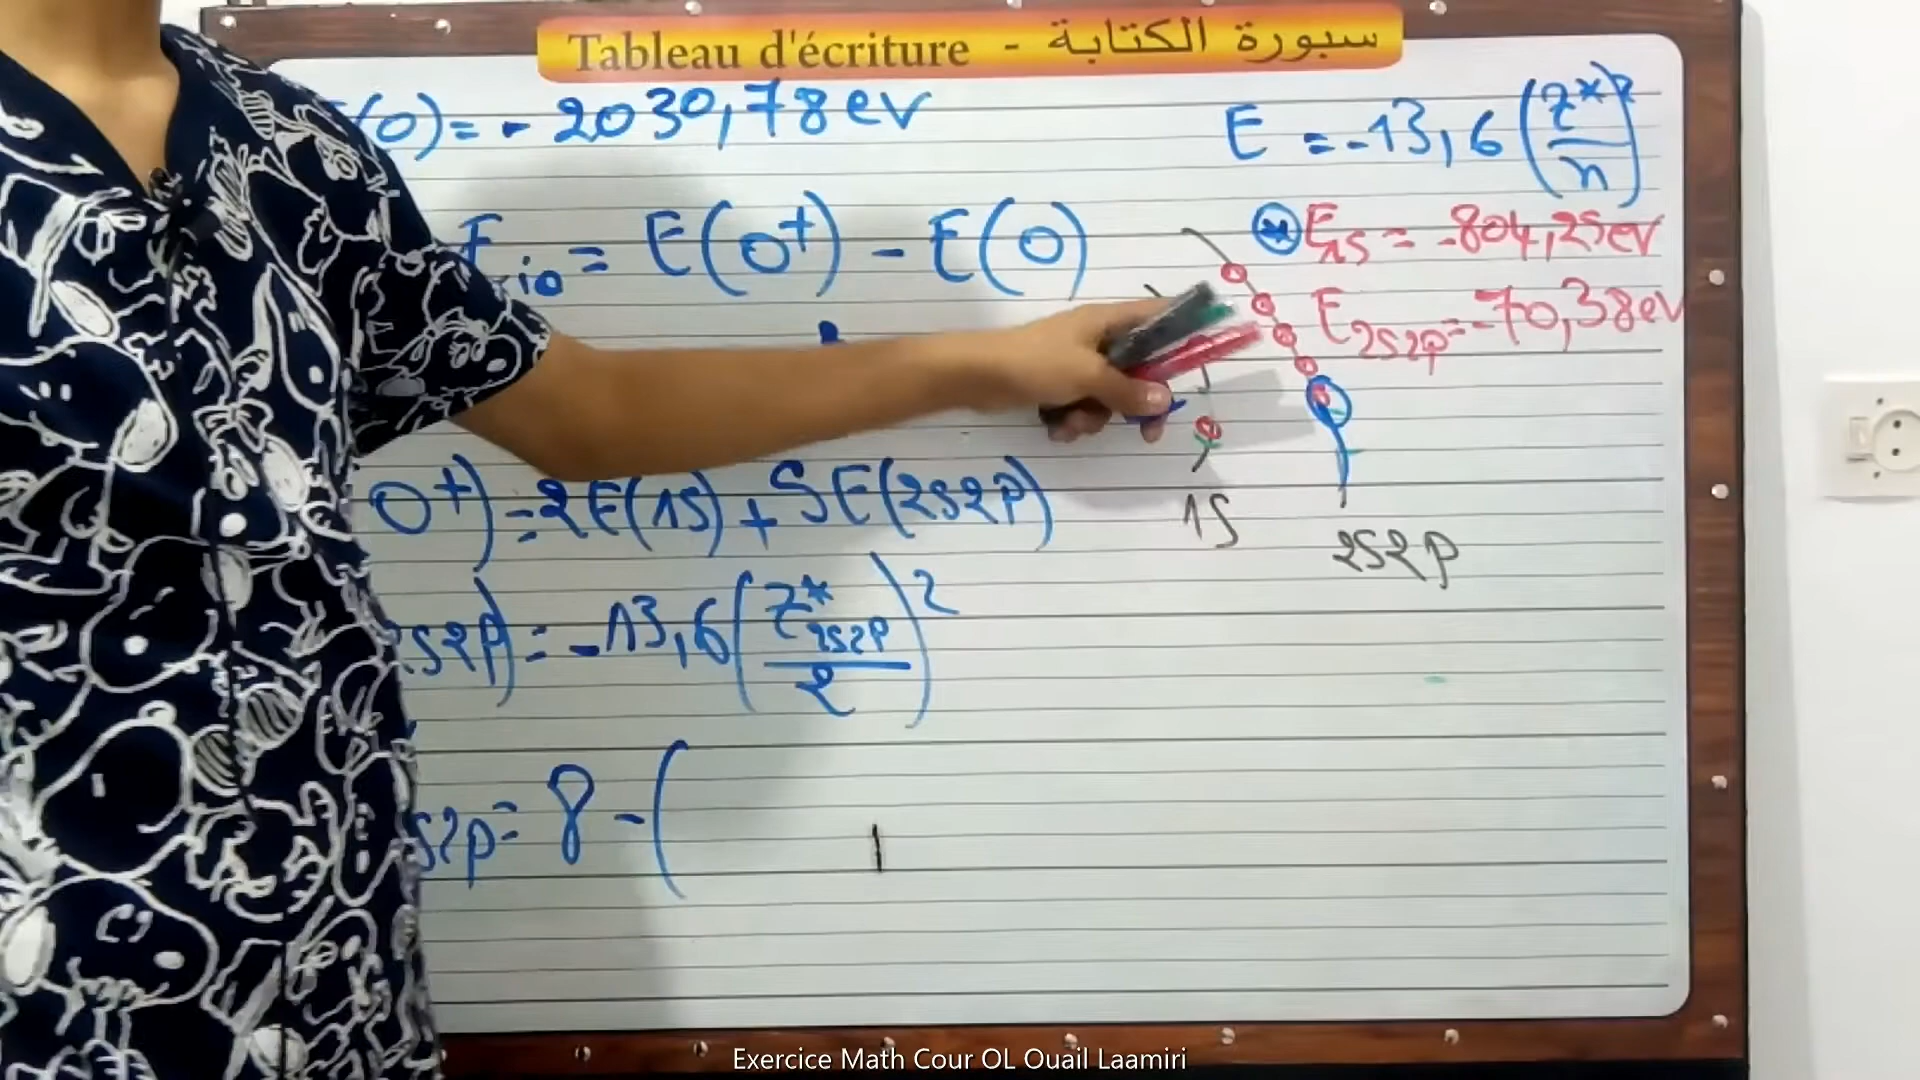 Tableau d'écriture - سبورة الكتابة
(O) = - 2030,78 eV
E = -13,6 (Z*/n)²
E io = E(O+) - E(O)
E1S = -804,25 eV
E2S2p = -70,38 eV
O+) = 2E(1S) + 5E(2S2P)
1S
2S2p
2S2P) = -13,6 (Z*2S2P/2)²
S2p = 8 - (
Exercice Math Cour OL Ouail Laamiri